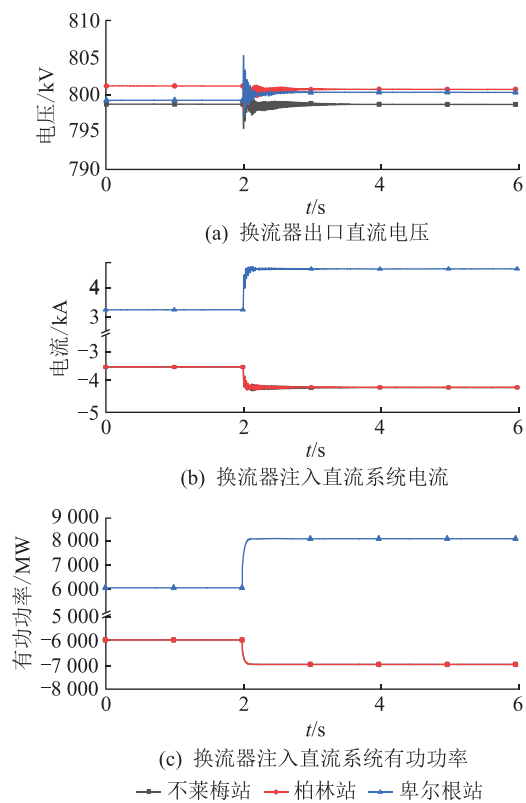 810
805
800
795
790
电压/kV
0 2 4 6
t/s
(a) 换流器出口直流电压
4
3
−3
−4
−5
电流/kA
0 2 4 6
t/s
(b) 换流器注入直流系统电流
9 000
8 000
7 000
6 000
5 000
−6 000
−7 000
−8 000
有功功率/MW
0 2 4 6
t/s
(c) 换流器注入直流系统有功功率
不莱梅站 柏林站 卑尔根站